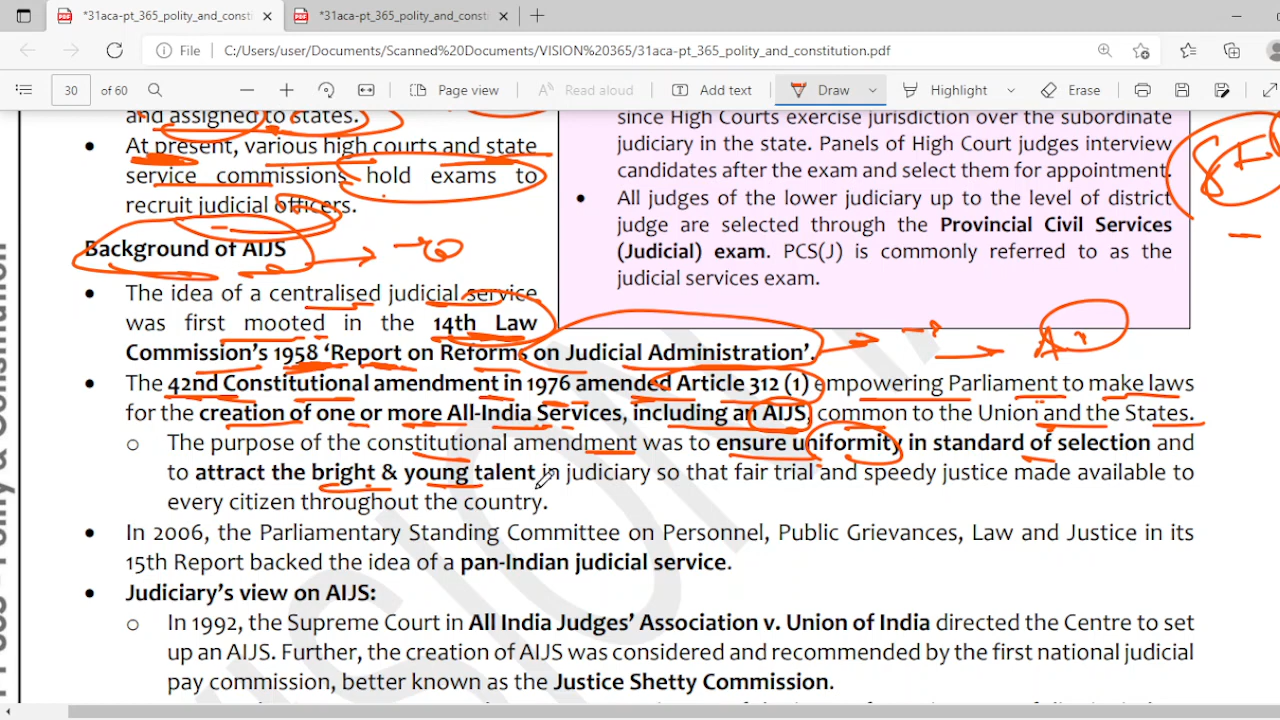 *31aca-pt_365_polity_and_constit
*31aca-pt_365_polity_and_const
File C:/Users/user/Documents/Scanned%20Documents/VISION%20365/31aca-pt_365_polity_and_constitution.pdf
30 of 60 Page view Read aloud Add text Draw Highlight Erase
and assigned to states.
At present, various high courts and state
service commissions hold exams to
recruit judicial officers.
Background of AIJS
The idea of a centralised judicial service
was first mooted in the 14th Law
Commission's 1958 'Report on Reforms on Judicial Administration'.
since High Courts exercise jurisdiction over the subordinate
judiciary in the state. Panels of High Court judges interview
candidates after the exam and select them for appointment.
All judges of the lower judiciary up to the level of district
judge are selected through the Provincial Civil Services
(Judicial) exam. PCS(J) is commonly referred to as the
judicial services exam.
The 42nd Constitutional amendment in 1976 amended Article 312 (1) empowering Parliament to make laws
for the creation of one or more All-India Services, including an AIJS, common to the Union and the States.
The purpose of the constitutional amendment was to ensure uniformity in standard of selection and
to attract the bright & young talent in judiciary so that fair trial and speedy justice made available to
every citizen throughout the country.
In 2006, the Parliamentary Standing Committee on Personnel, Public Grievances, Law and Justice in its
15th Report backed the idea of a pan-Indian judicial service.
Judiciary's view on AIJS:
In 1992, the Supreme Court in All India Judges' Association v. Union of India directed the Centre to set
up an AIJS. Further, the creation of AIJS was considered and recommended by the first national judicial
pay commission, better known as the Justice Shetty Commission.